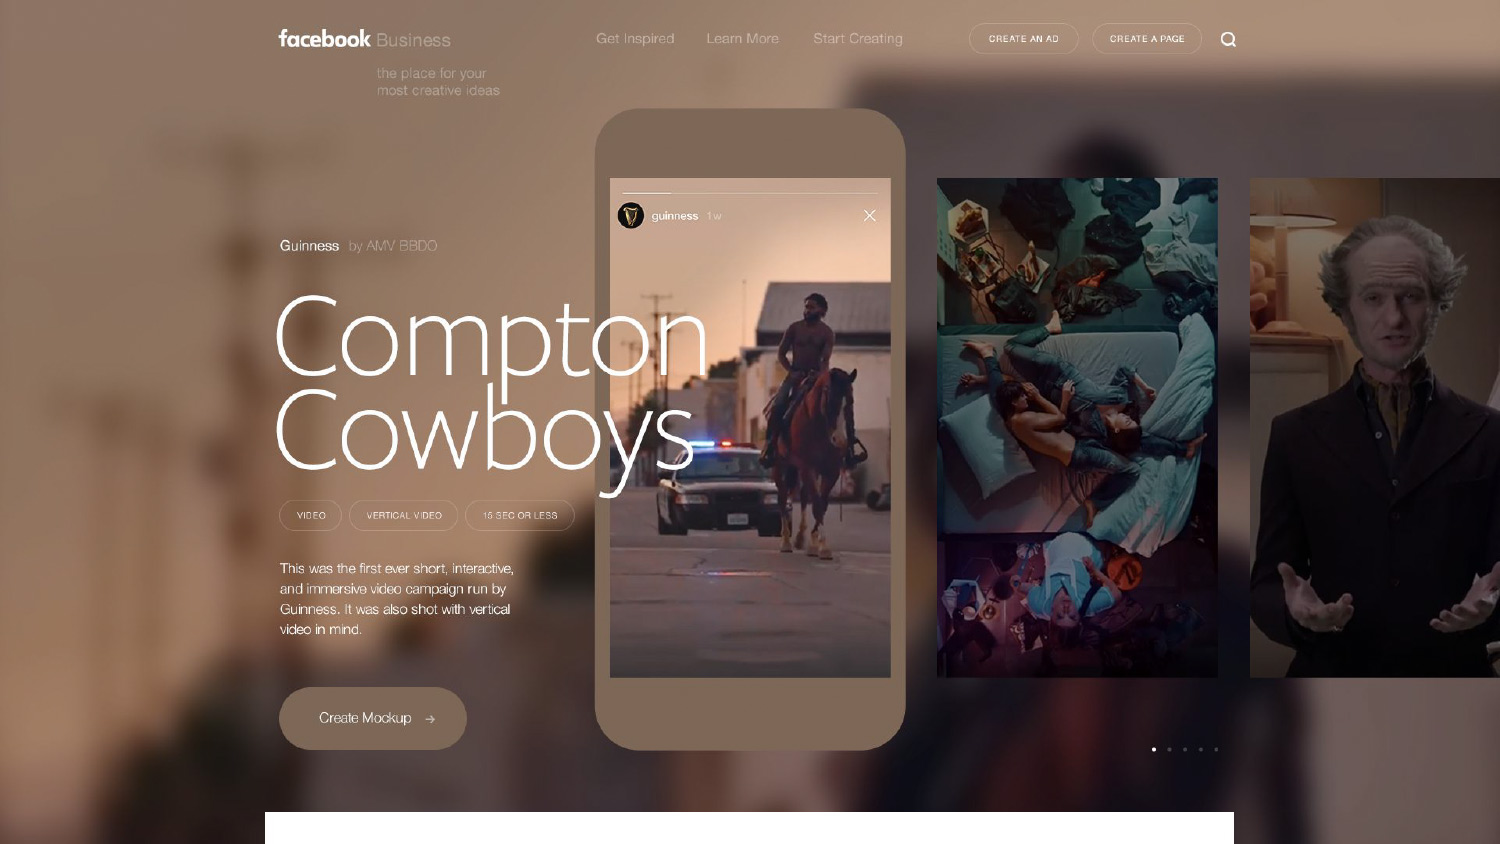 facebook Business
the place for your
most creative ideas
Get Inspired
Learn More
Start Creating
CREATE AN AD
CREATE A PAGE
guinness 1w
Guinness by AMV BBDO
Compton
Cowboys
VIDEO
VERTICAL VIDEO
15 SEC OR LESS
This was the first ever short, interactive,
and immersive video campaign run by
Guinness. It was also shot with vertical
video in mind.
Create Mockup →